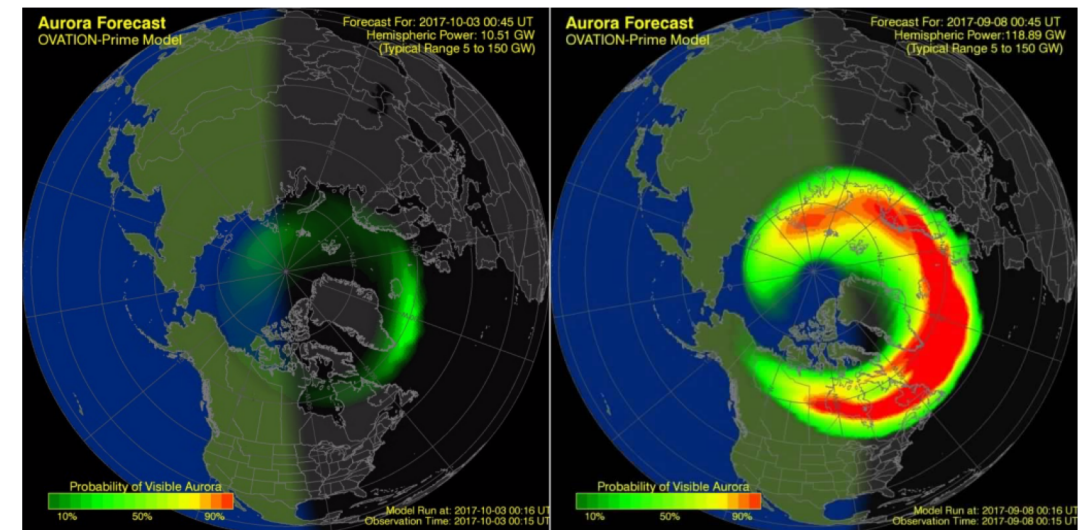 Aurora Forecast
OVATION-Prime Model
Forecast For: 2017-10-03 00:45 UT
Hemispheric Power: 10.51 GW
(Typical Range 5 to 150 GW)
Probability of Visible Aurora
10% 50% 90%
Model Run at: 2017-10-03 00:16 UT
Observation Time: 2017-10-03 00:15 UT
Aurora Forecast
OVATION-Prime Model
Forecast For: 2017-09-08 00:45 UT
Hemispheric Power:118.89 GW
(Typical Range 5 to 150 GW)
Probability of Visible Aurora
10% 50% 90%
Model Run at: 2017-09-08 00:16 UT
Observation Time: 2017-09-08 00:15 UT